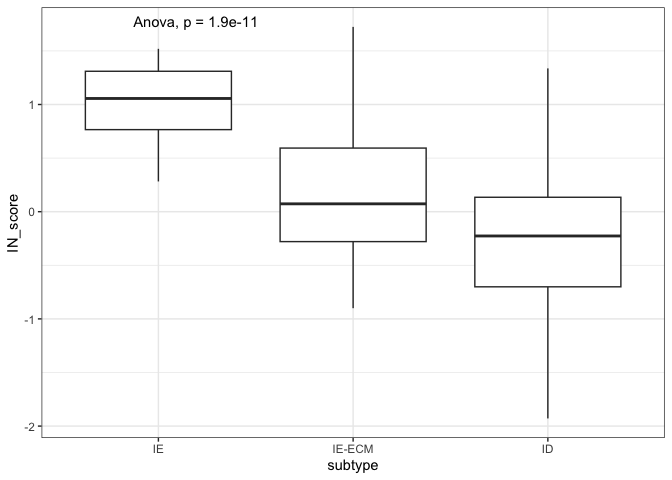 Anova, p = 1.9e-11
1
0
-1
-2
IN_score
IE
IE-ECM
ID
subtype